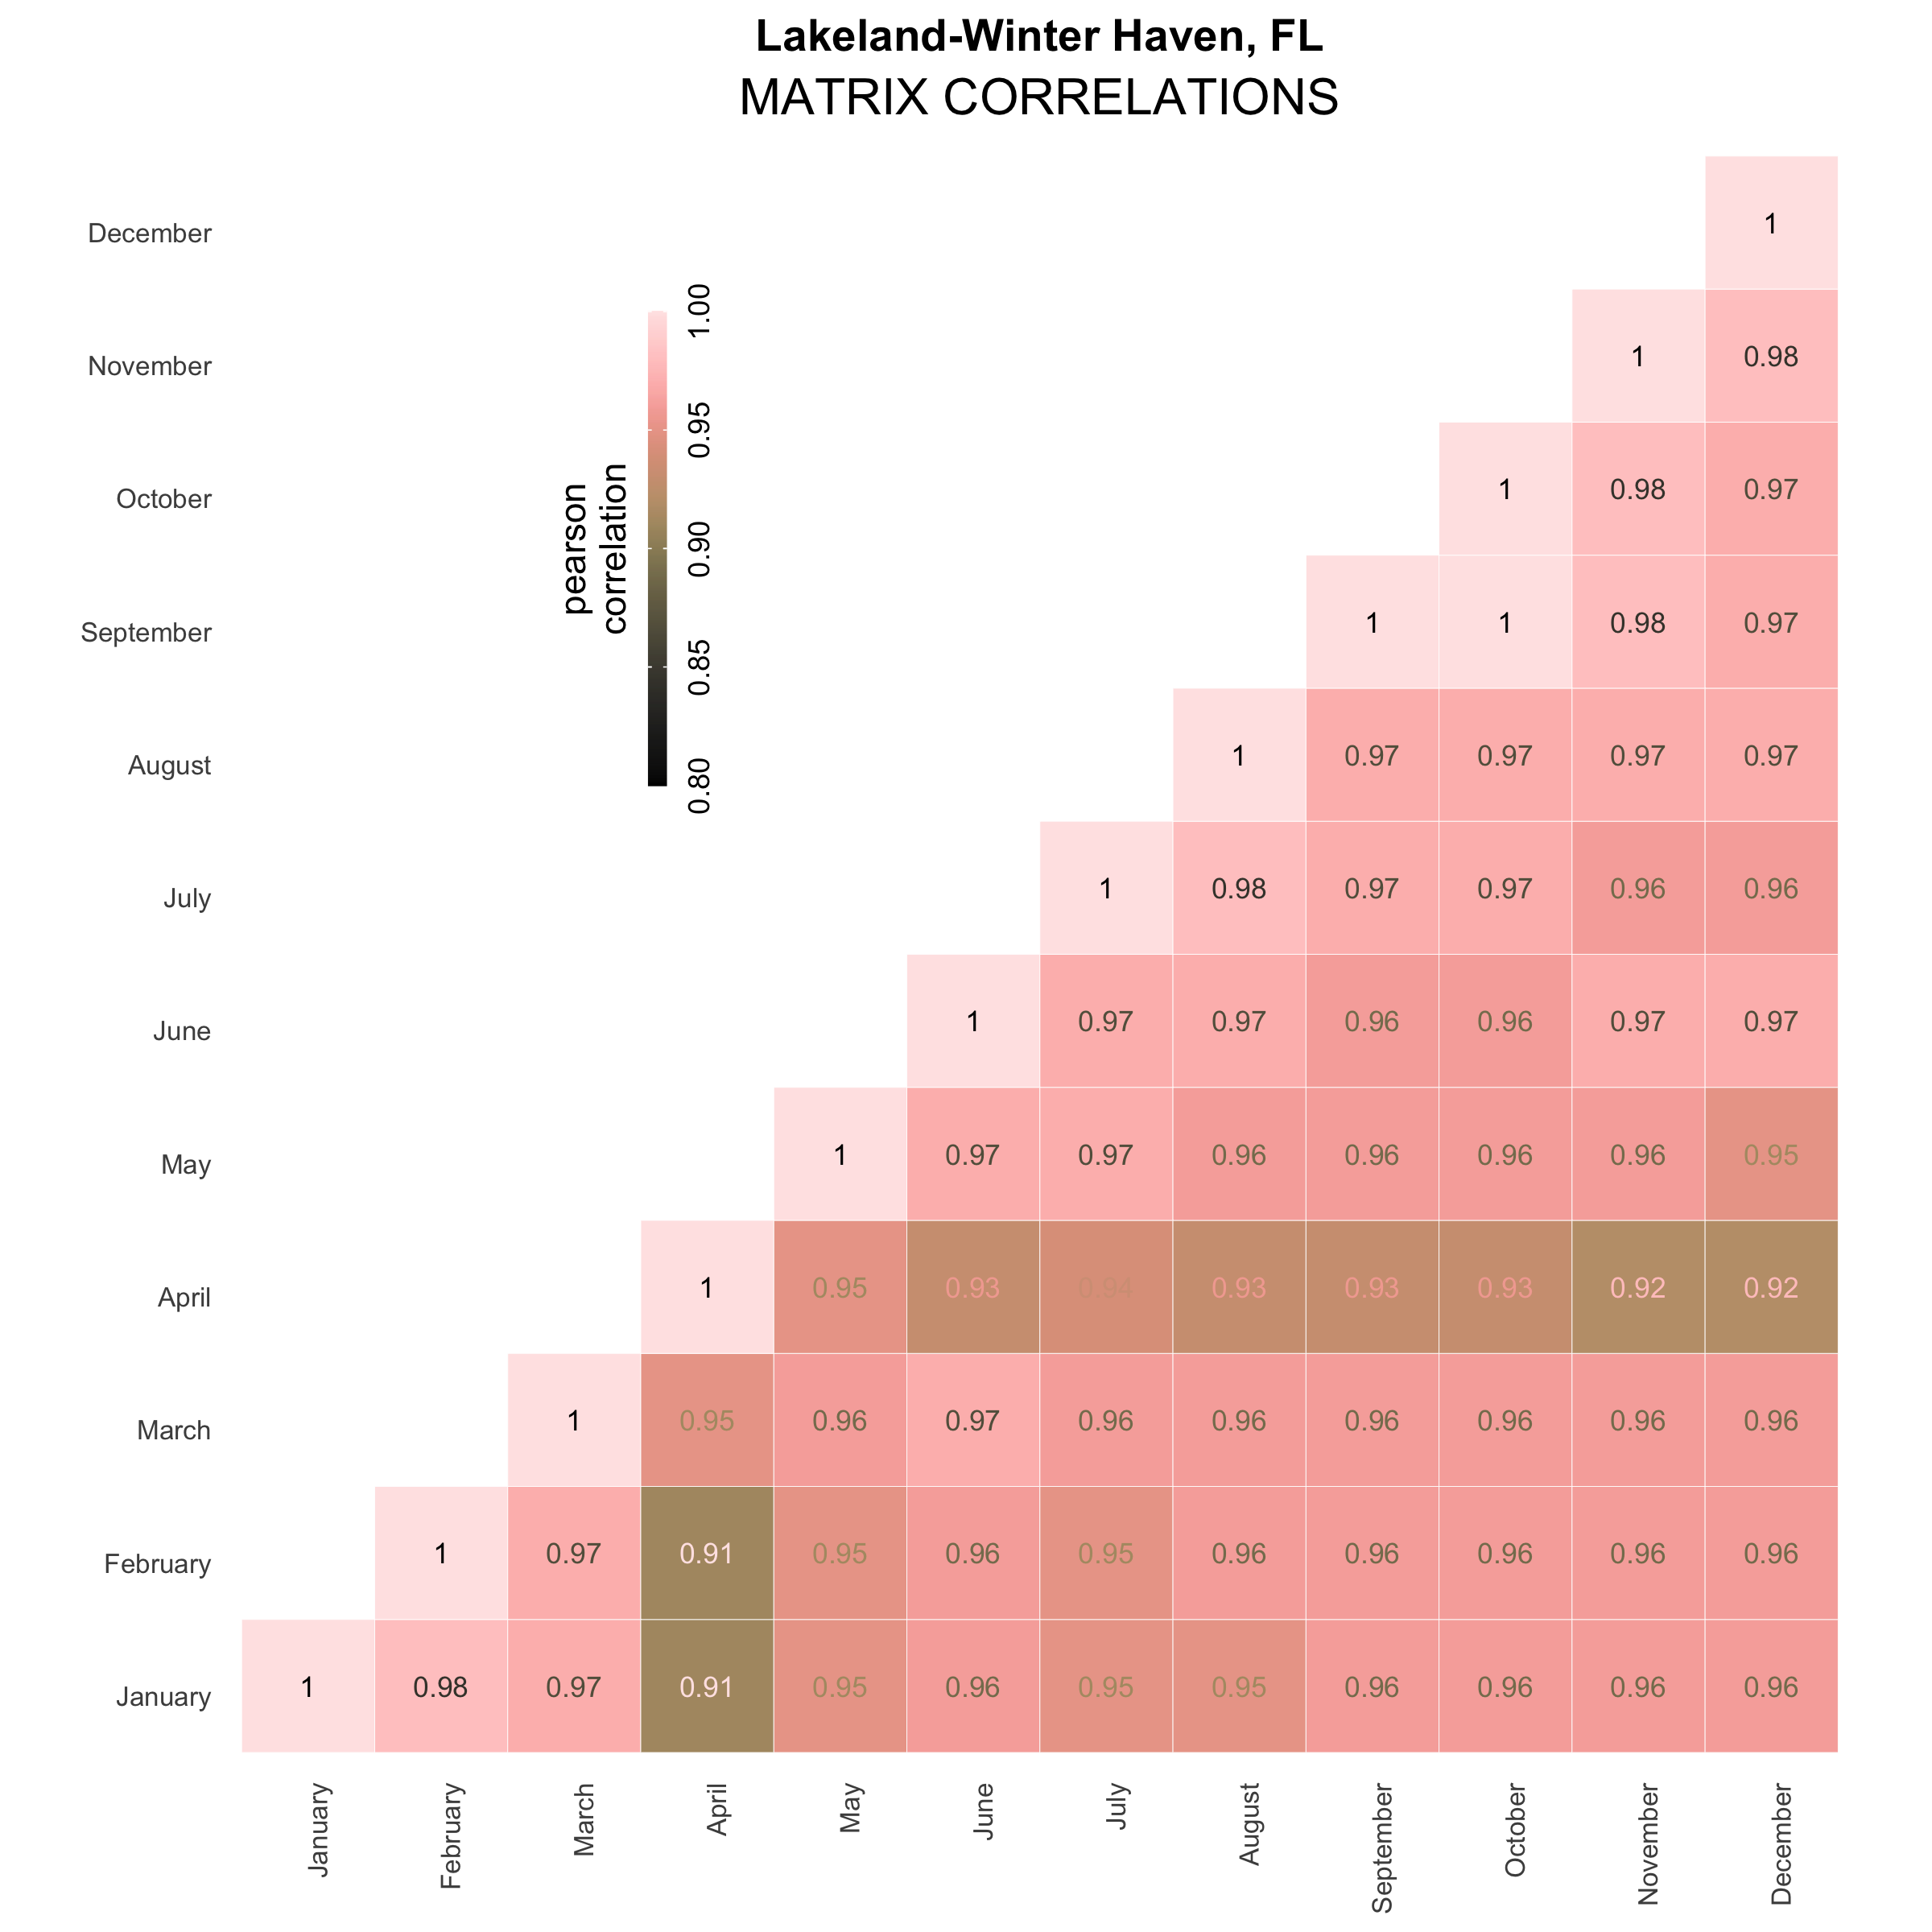 Lakeland-Winter Haven, FL
MATRIX CORRELATIONS
December 1
November 1 0.98
October 1 0.98 0.97
September 1 1 0.98 0.97
August 1 0.97 0.97 0.97 0.97
July 1 0.98 0.97 0.97 0.96 0.96
June 1 0.97 0.97 0.96 0.96 0.97 0.97
May 1 0.97 0.97 0.96 0.96 0.96 0.96 0.95
April 1 0.95 0.93 0.94 0.93 0.93 0.93 0.92 0.92
March 1 0.95 0.96 0.97 0.96 0.96 0.96 0.96 0.96 0.96
February 1 0.97 0.91 0.95 0.96 0.95 0.96 0.96 0.96 0.96 0.96
January 1 0.98 0.97 0.91 0.95 0.96 0.95 0.95 0.96 0.96 0.96 0.96
January February March April May June July August September October November December
pearson
correlation
0.80 0.85 0.90 0.95 1.00